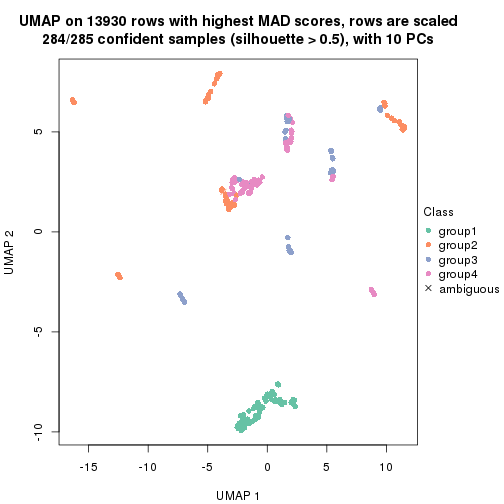 UMAP on 13930 rows with highest MAD scores, rows are scaled
284/285 confident samples (silhouette > 0.5), with 10 PCs
UMAP 2
5
0
-5
-10
-15
-10
-5
0
5
10
UMAP 1
Class
group1
group2
group3
group4
ambiguous